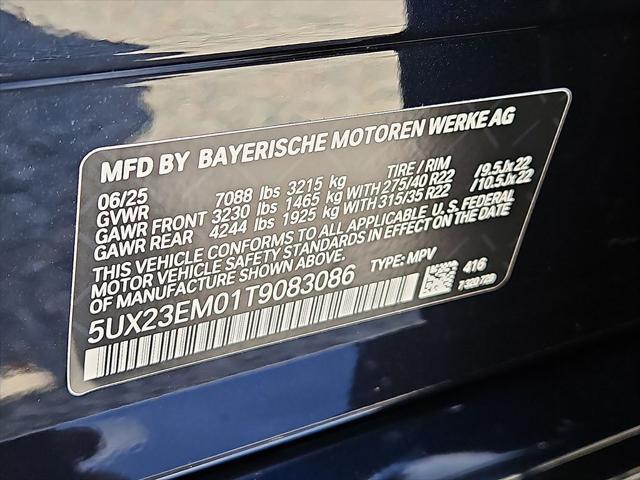 MFD BY BAYERISCHE MOTOREN WERKE AG
06/25
GVWR 7088 lbs 3215 kg TIRE / RIM
GAWR FRONT 3230 lbs 1465 kg WITH 275/40 R22 /9.5Jx22
GAWR REAR 4244 lbs 1925 kg WITH 315/35 R22 /10.5Jx22
THIS VEHICLE CONFORMS TO ALL APPLICABLE U.S. FEDERAL
MOTOR VEHICLE SAFETY STANDARDS IN EFFECT ON THE DATE
OF MANUFACTURE SHOWN ABOVE.
5UX23EM01T9083086 TYPE: MPV
416
7 320 720